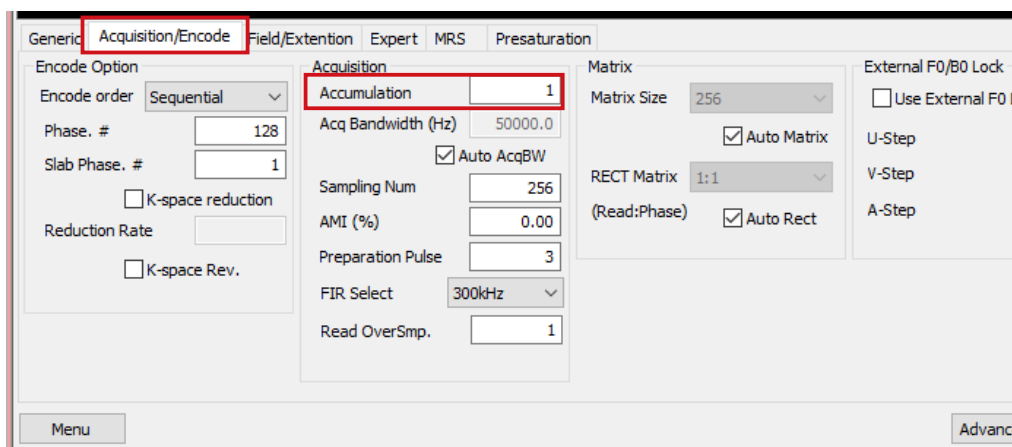 Generic Acquisition/Encode Field/Extention Expert MRS Presaturation
Encode Option
Encode order Sequential
Phase. # 128
Slab Phase. # 1
K-space reduction
Reduction Rate
K-space Rev.
Acquisition
Accumulation 1
Acq Bandwidth (Hz) 50000.0
Auto AcqBW
Sampling Num 256
AMI (%) 0.00
Preparation Pulse 3
FIR Select 300kHz
Read OverSmp. 1
Matrix
Matrix Size 256
Auto Matrix
RECT Matrix 1:1
(Read:Phase) Auto Rect
External F0/B0 Lock
Use External F0
U-Step
V-Step
A-Step
Menu
Advanc